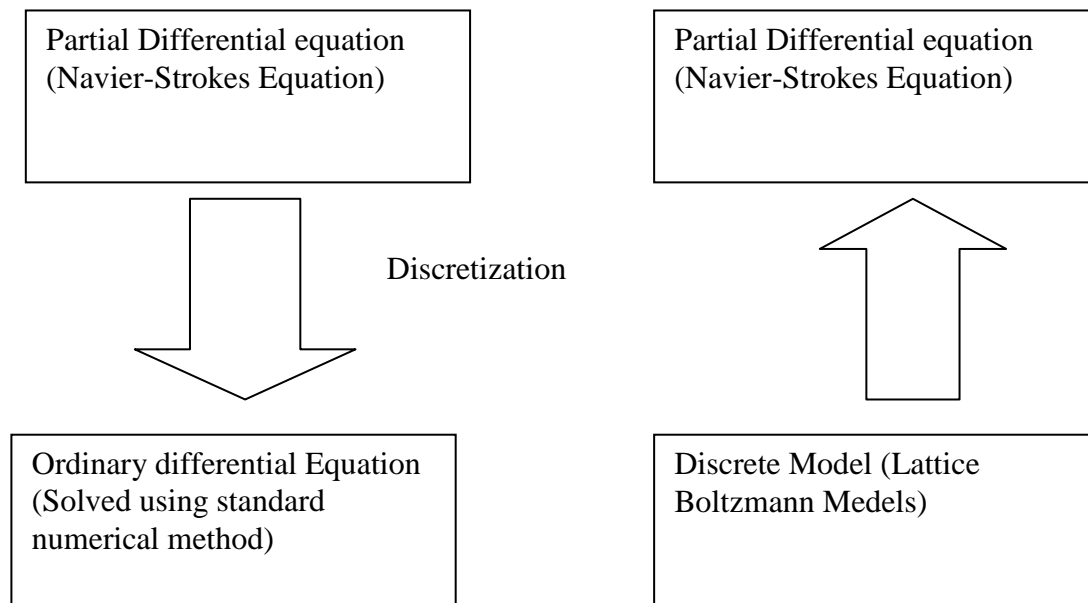 Partial Differential equation
(Navier-Strokes Equation)
Partial Differential equation
(Navier-Strokes Equation)
Discretization
Ordinary differential Equation
(Solved using standard
numerical method)
Discrete Model (Lattice
Boltzmann Medels)